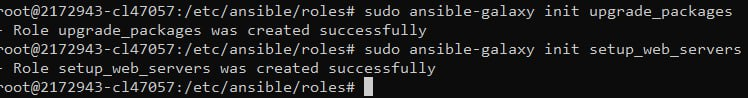 root@2172943-cl47057:/etc/ansible/roles# sudo ansible-galaxy init upgrade_packages
- Role upgrade_packages was created successfully
root@2172943-cl47057:/etc/ansible/roles# sudo ansible-galaxy init setup_web_servers
- Role setup_web_servers was created successfully
root@2172943-cl47057:/etc/ansible/roles#